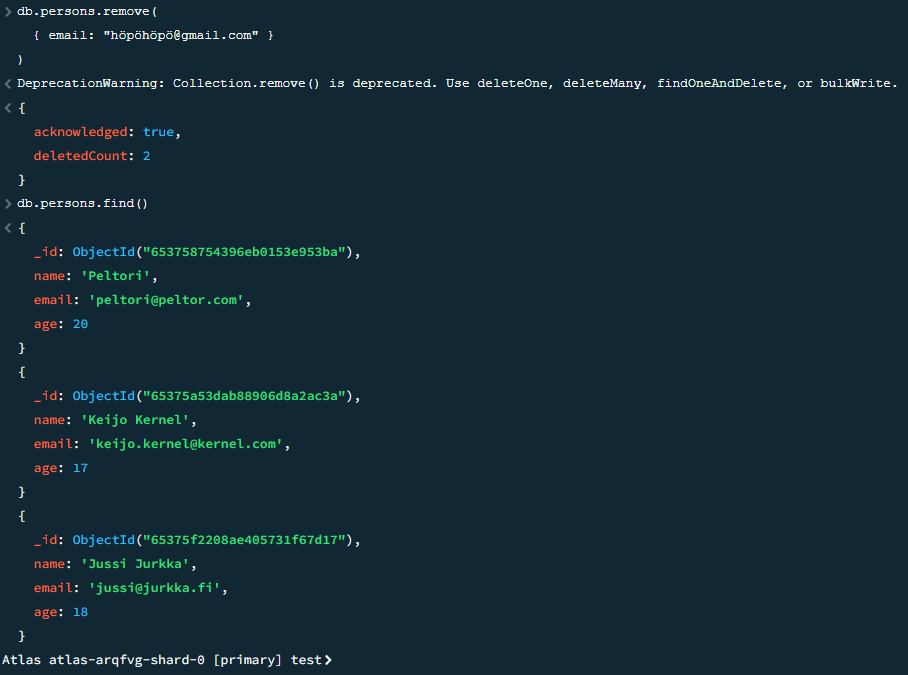 > db.persons.remove(
{ email: "höpöhöpö@gmail.com" }
)
< DeprecationWarning: Collection.remove() is deprecated. Use deleteOne, deleteMany, findOneAndDelete, or bulkWrite.
< {
acknowledged: true,
deletedCount: 2
}
> db.persons.find()
< {
_id: ObjectId("653758754396eb0153e953ba"),
name: 'Peltori',
email: 'peltori@peltor.com',
age: 20
}
{
_id: ObjectId("65375a53dab88906d8a2ac3a"),
name: 'Keijo Kernel',
email: 'keijo.kernel@kernel.com',
age: 17
}
{
_id: ObjectId("65375f2208ae405731f67d17"),
name: 'Jussi Jurkka',
email: 'jussi@jurkka.fi',
age: 18
}
Atlas atlas-arqfvg-shard-0 [primary] test>